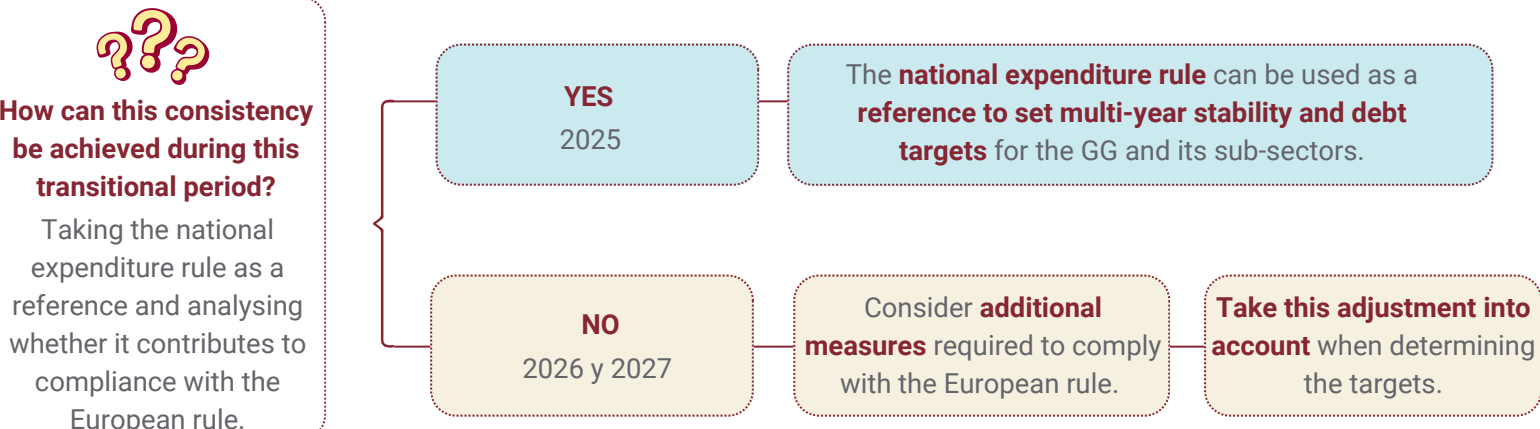 ???
How can this consistency
be achieved during this
transitional period?
Taking the national
expenditure rule as a
reference and analysing
whether it contributes to
compliance with the
European rule.
YES
2025
The national expenditure rule can be used as a
reference to set multi-year stability and debt
targets for the GG and its sub-sectors.
NO
2026 y 2027
Consider additional
measures required to comply
with the European rule.
Take this adjustment into
account when determining
the targets.